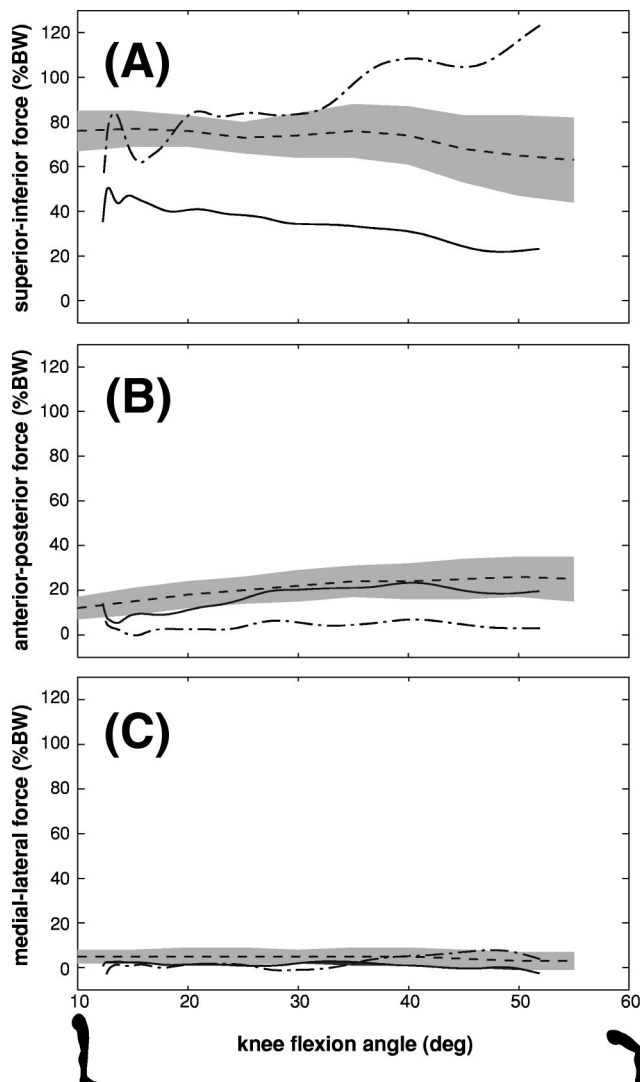 superior-inferior force (%BW)
120
100
80
60
40
20
0
(A)
anterior-posterior force (%BW)
120
100
80
60
40
20
0
(B)
medial-lateral force (%BW)
120
100
80
60
40
20
0
(C)
10 20 30 40 50 60
knee flexion angle (deg)